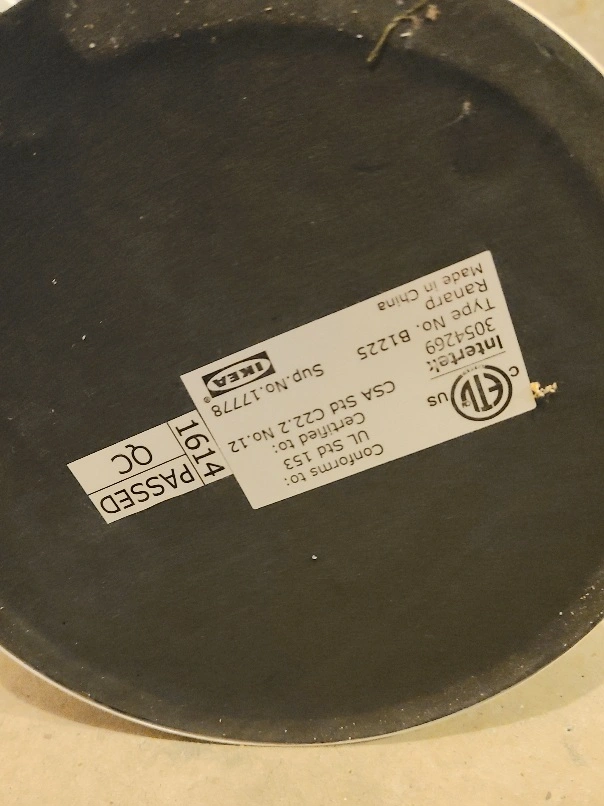 ETL
C
US
Intertek
3054269
Conforms to:
UL Std 153
Certified to:
CSA Std C22.2 No.12
Type No. B1225
Ranarp
Made in China
Sup.No.17778
IKEA®
QC
PASSED
1614